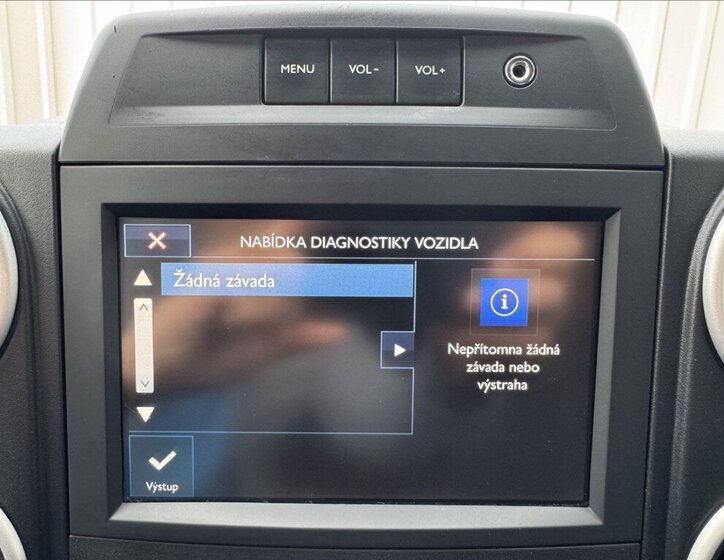 MENU VOL- VOL+
NABÍDKA DIAGNOSTIKY VOZIDLA
Žádná závada
Nepřítomna žádná
závada nebo
výstraha
Výstup